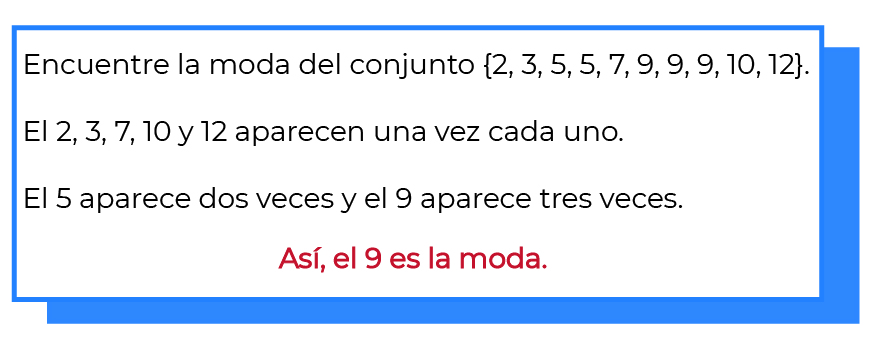 Encuentre la moda del conjunto {2, 3, 5, 5, 7, 9, 9, 9, 10, 12}.
El 2, 3, 7, 10 y 12 aparecen una vez cada uno.
El 5 aparece dos veces y el 9 aparece tres veces.
Así, el 9 es la moda.